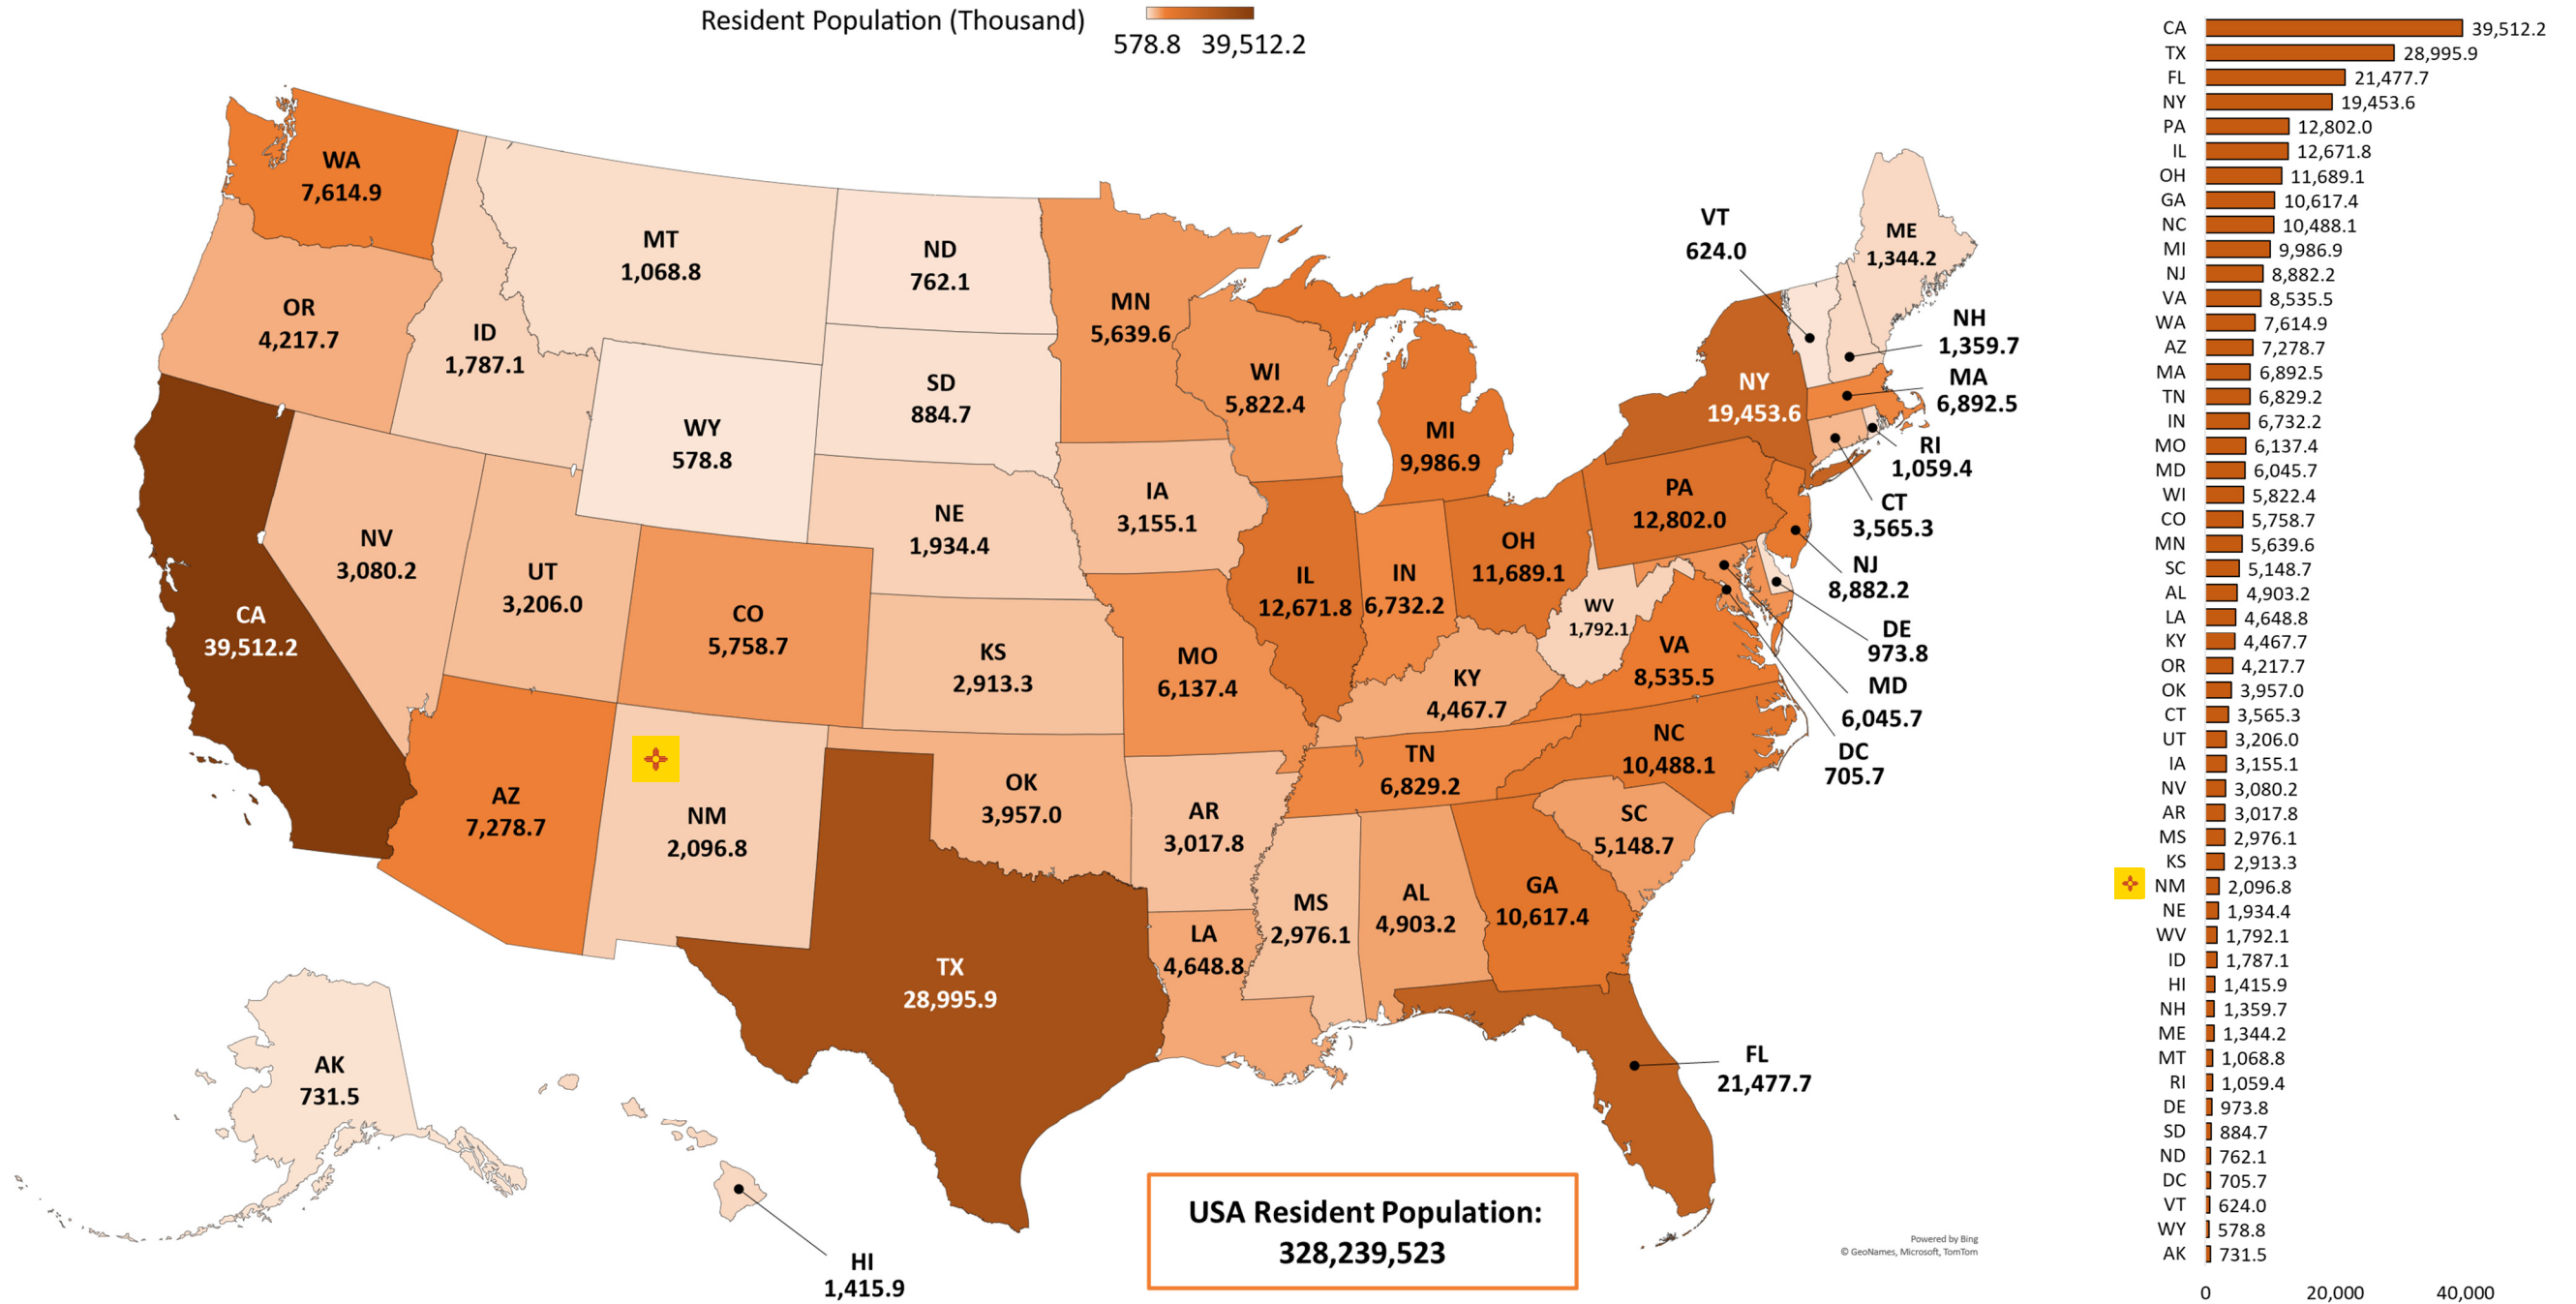 Resident Population (Thousand)
578.8 39,512.2
WA
7,614.9
OR
4,217.7
ID
1,787.1
MT
1,068.8
ND
762.1
SD
884.7
WY
578.8
MN
5,639.6
WI
5,822.4
MI
9,986.9
VT
624.0
ME
1,344.2
NH
1,359.7
MA
6,892.5
RI
1,059.4
CT
3,565.3
NY
19,453.6
PA
12,802.0
NJ
8,882.2
DE
973.8
MD
6,045.7
DC
705.7
CA
39,512.2
NV
3,080.2
UT
3,206.0
CO
5,758.7
NE
1,934.4
IA
3,155.1
KS
2,913.3
MO
6,137.4
IL
12,671.8
IN
6,732.2
OH
11,689.1
WV
1,792.1
VA
8,535.5
KY
4,467.7
TN
6,829.2
NC
10,488.1
SC
5,148.7
AZ
7,278.7
NM
2,096.8
OK
3,957.0
AR
3,017.8
TX
28,995.9
LA
4,648.8
MS
2,976.1
AL
4,903.2
GA
10,617.4
FL
21,477.7
AK
731.5
HI
1,415.9
USA Resident Population:
328,239,523
Powered by Bing
© GeoNames, Microsoft, TomTom
CA 39,512.2
TX 28,995.9
FL 21,477.7
NY 19,453.6
PA 12,802.0
IL 12,671.8
OH 11,689.1
GA 10,617.4
NC 10,488.1
MI 9,986.9
NJ 8,882.2
VA 8,535.5
WA 7,614.9
AZ 7,278.7
MA 6,892.5
TN 6,829.2
IN 6,732.2
MO 6,137.4
MD 6,045.7
WI 5,822.4
CO 5,758.7
MN 5,639.6
SC 5,148.7
AL 4,903.2
LA 4,648.8
KY 4,467.7
OR 4,217.7
OK 3,957.0
CT 3,565.3
UT 3,206.0
IA 3,155.1
NV 3,080.2
AR 3,017.8
MS 2,976.1
KS 2,913.3
NM 2,096.8
NE 1,934.4
WV 1,792.1
ID 1,787.1
HI 1,415.9
NH 1,359.7
ME 1,344.2
MT 1,068.8
RI 1,059.4
DE 973.8
SD 884.7
ND 762.1
DC 705.7
VT 624.0
WY 578.8
AK 731.5
0 20,000 40,000